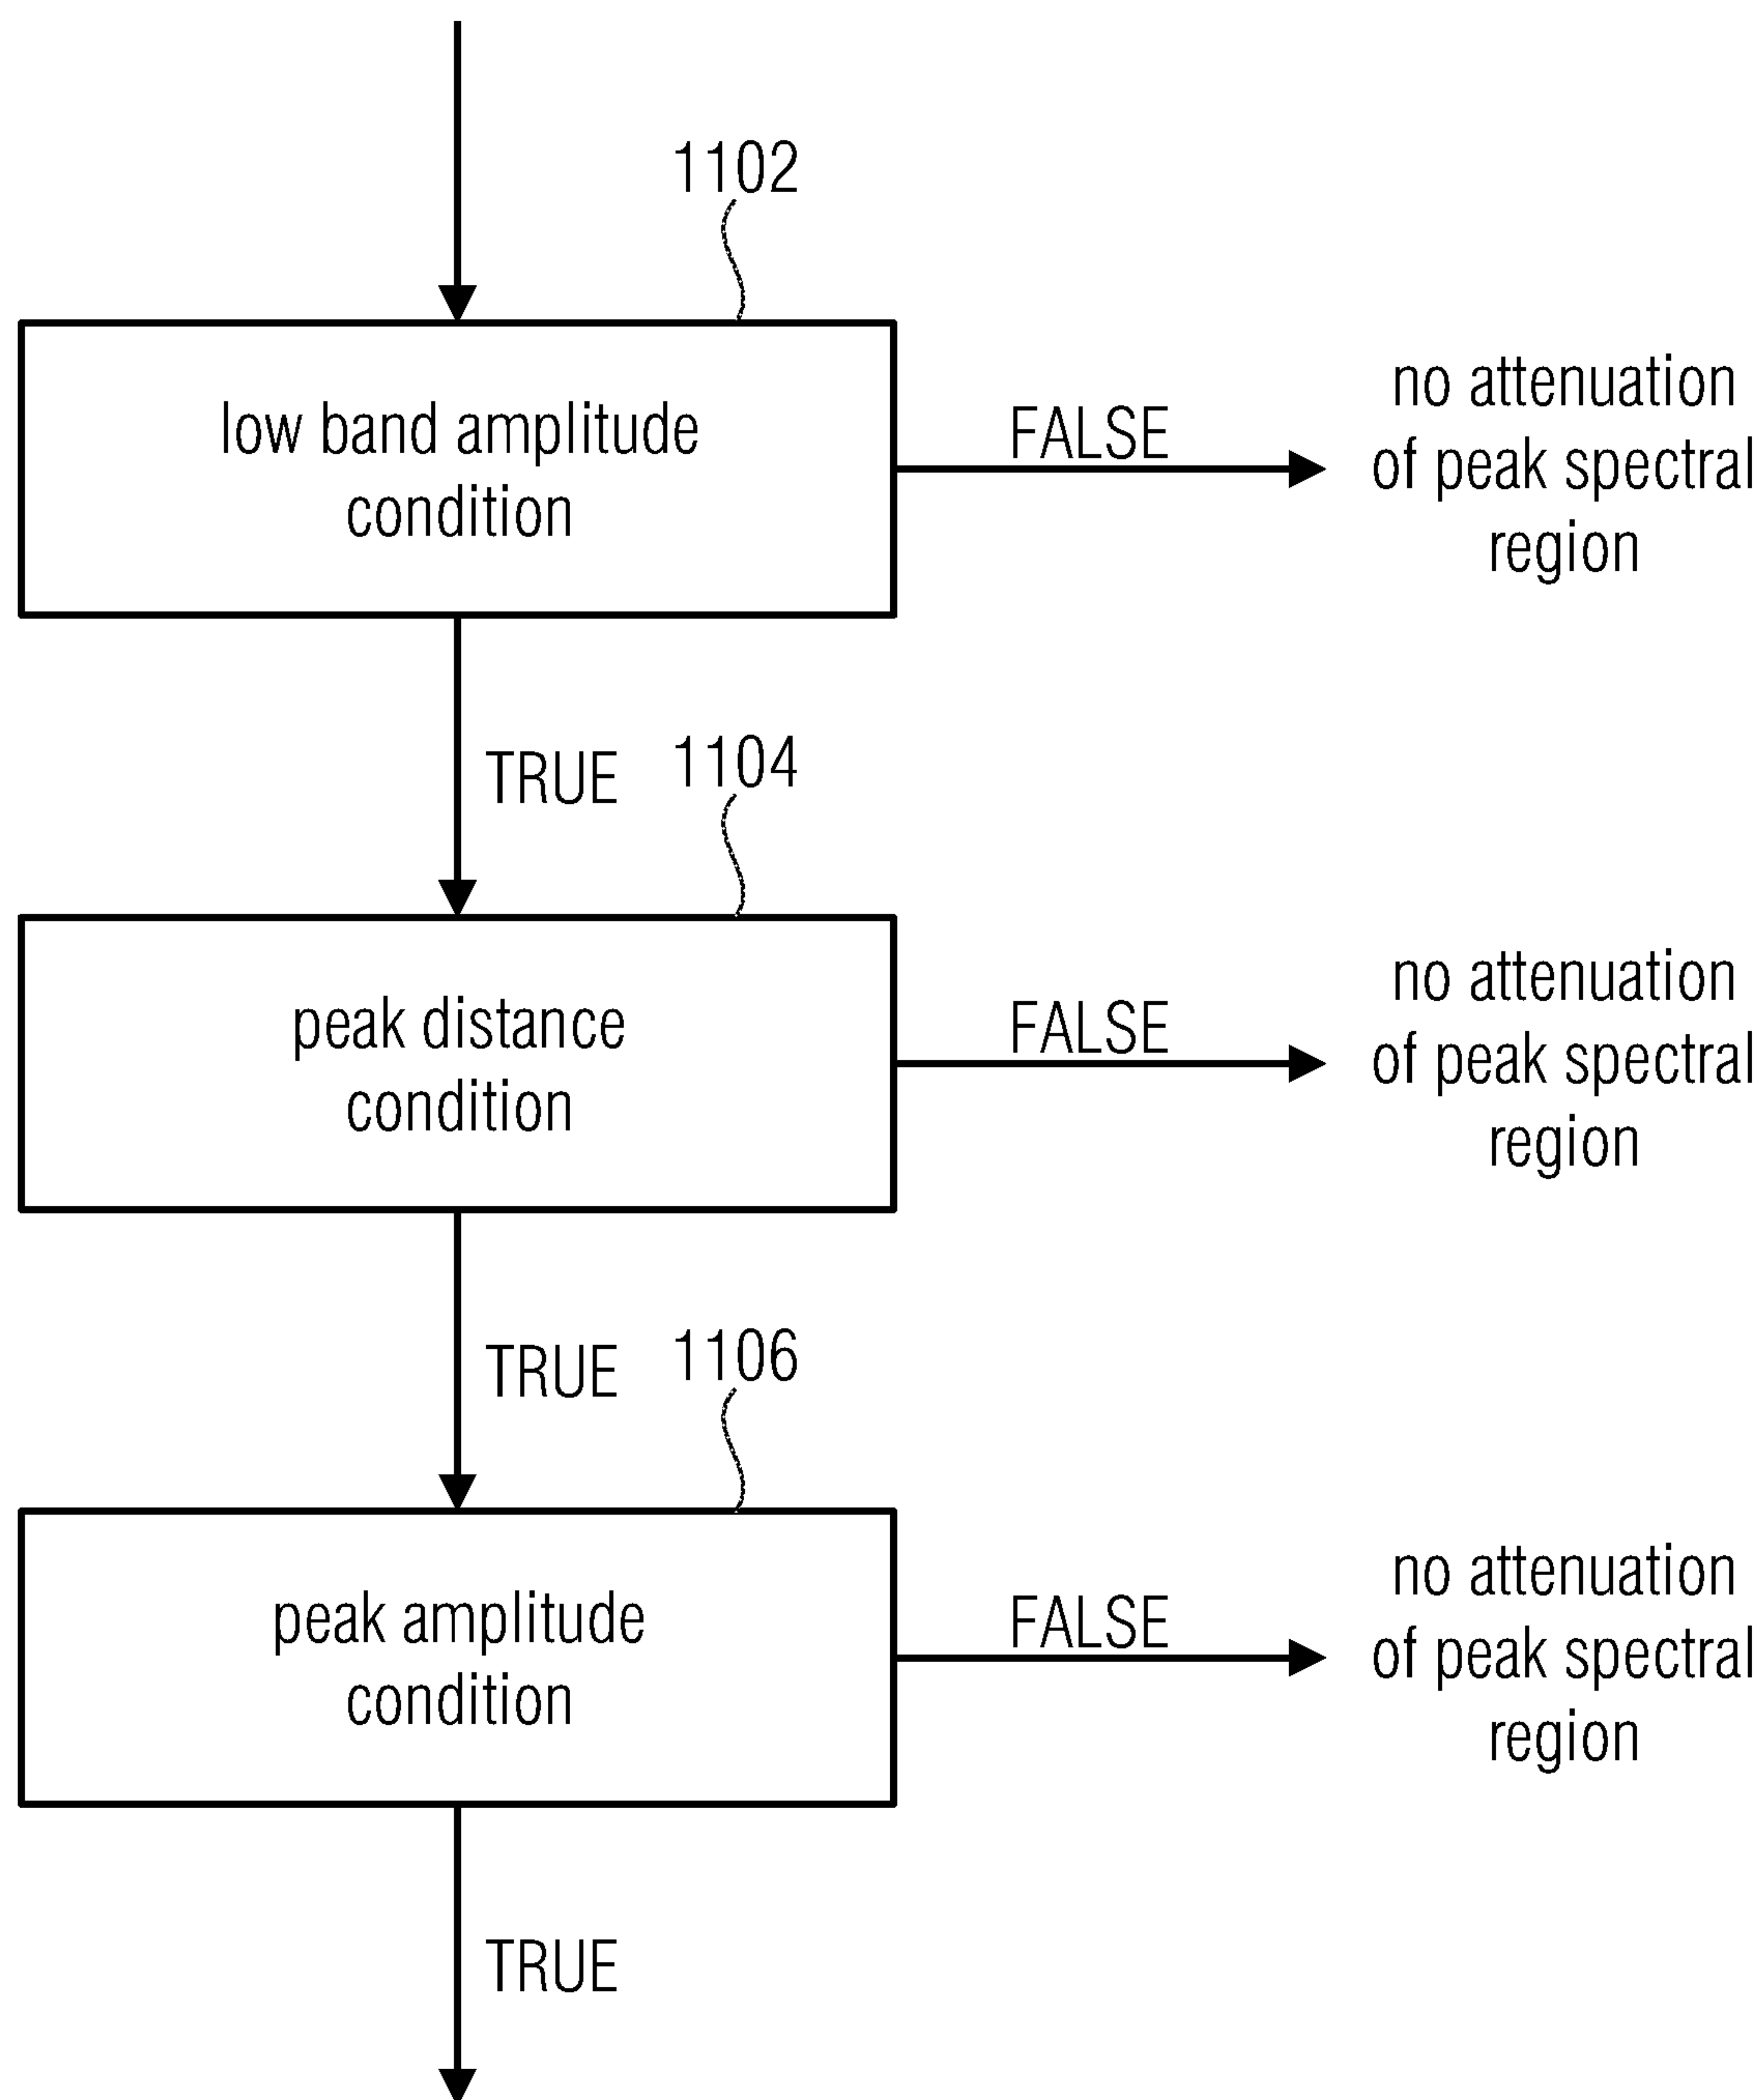 1102
low band amplitude
condition
FALSE
no attenuation
of peak spectral
region
TRUE
1104
peak distance
condition
FALSE
no attenuation
of peak spectral
region
TRUE
1106
peak amplitude
condition
FALSE
no attenuation
of peak spectral
region
TRUE